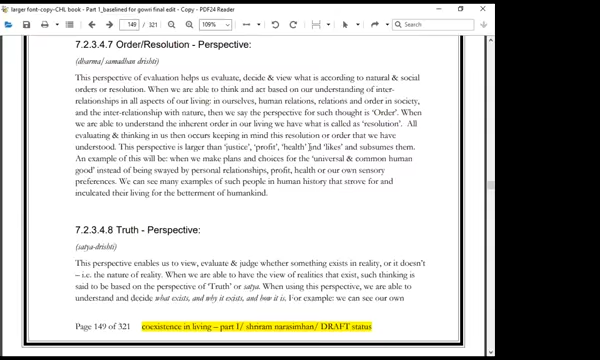 larger font-copy-CHL book - Part 1_baselined for gowri final edit - Copy - PDF24 Reader
149 / 321 109% Search
7.2.3.4.7 Order/Resolution - Perspective:
(dharma/ samadhan drishti)
This perspective of evaluation helps us evaluate, decide & view what is according to natural & social
orders or resolution. When we are able to think and act based on our understanding of inter-
relationships in all aspects of our living: in ourselves, human relations, relations and order in society,
and the inter-relationship with nature, then we say the perspective for such thought is ‘Order’. When
we are able to understand the inherent order in our living we have what is called as ‘resolution’. All
evaluating & thinking in us then occurs keeping in mind this resolution or order that we have
understood. This perspective is larger than ‘justice’, ‘profit’, ‘health’ and ‘likes’ and subsumes them.
An example of this will be: when we make plans and choices for the ‘universal & common human
good’ instead of being swayed by personal relationships, profit, health or our own sensory
preferences. We can see many examples of such people in human history that strove for and
inculcated their living for the betterment of humankind.
7.2.3.4.8 Truth - Perspective:
(satya-drishti)
This perspective enables us to view, evaluate & judge whether something exists in reality, or it doesn’t
– i.e. the nature of reality. When we are able to have the view of realities that exist, such thinking is
said to be based on the perspective of ‘Truth’ or satya. When using this perspective, we are able to
understand and decide what exists, and why it exists, and how it is. For example: we can see our own
Page 149 of 321 coexistence in living – part I/ shriram narasimhan/ DRAFT status